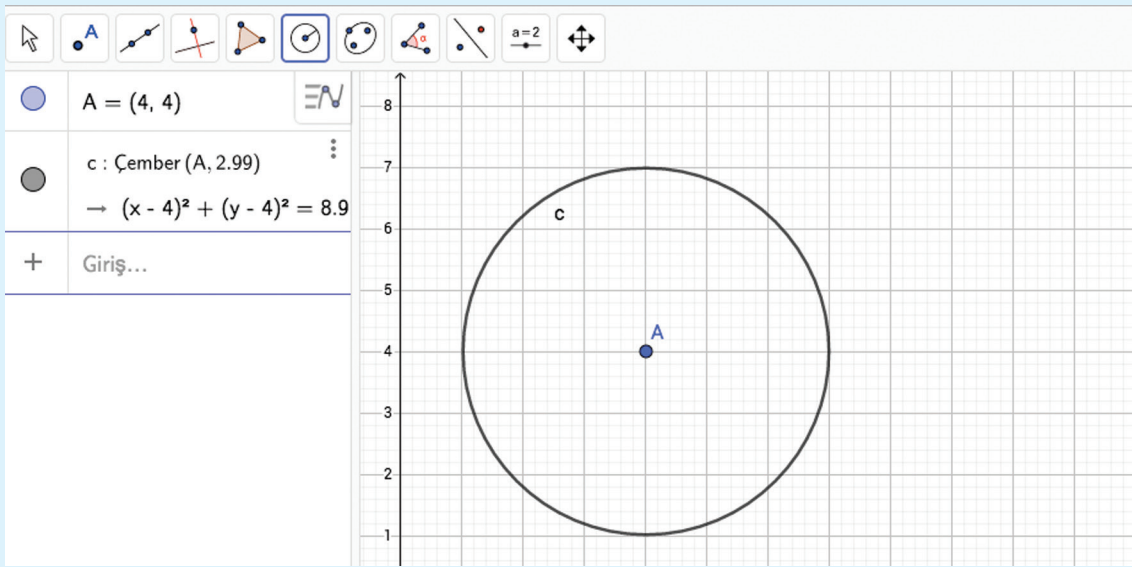 A
α
a=2
A = (4, 4)
c : Çember (A, 2.99)
→ (x - 4)² + (y - 4)² = 8.9
+ Giriş...
8
7
6
5
4
3
2
1
c
A